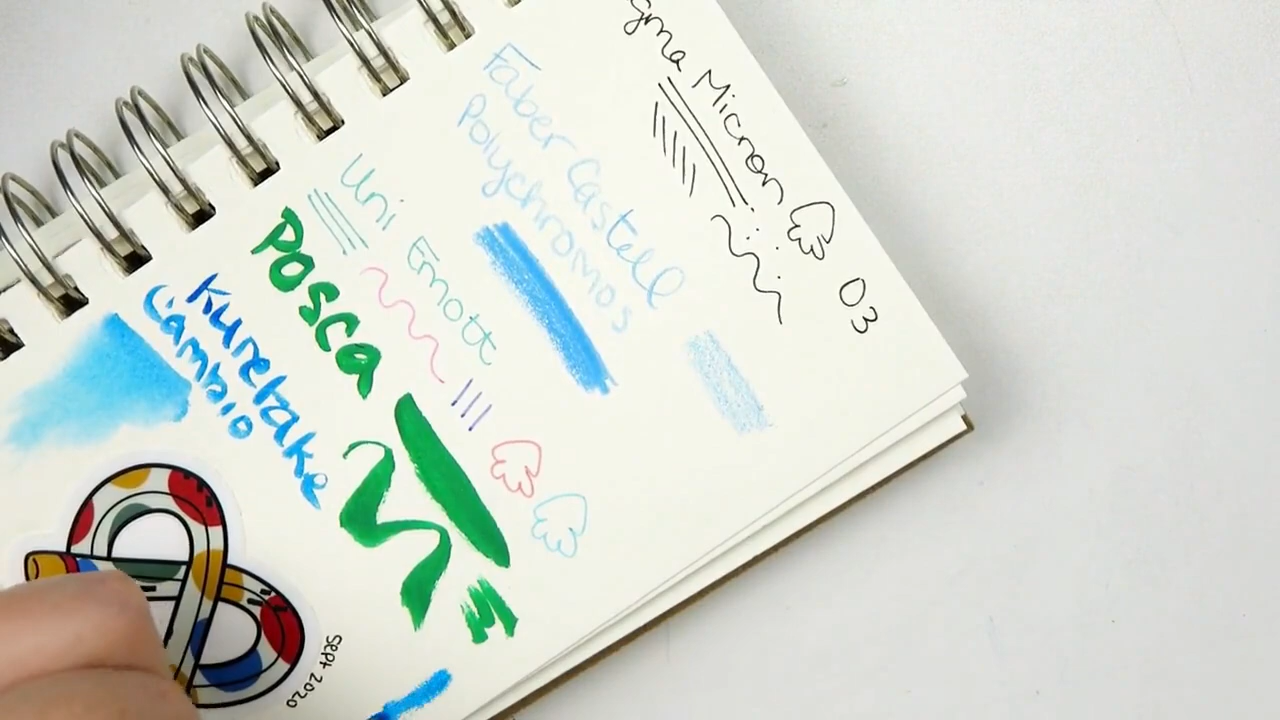 Micron 03
Faber Castell
Polychromos
Uni Emott
POSCA
Kuretake
Cambio
Sept 2020